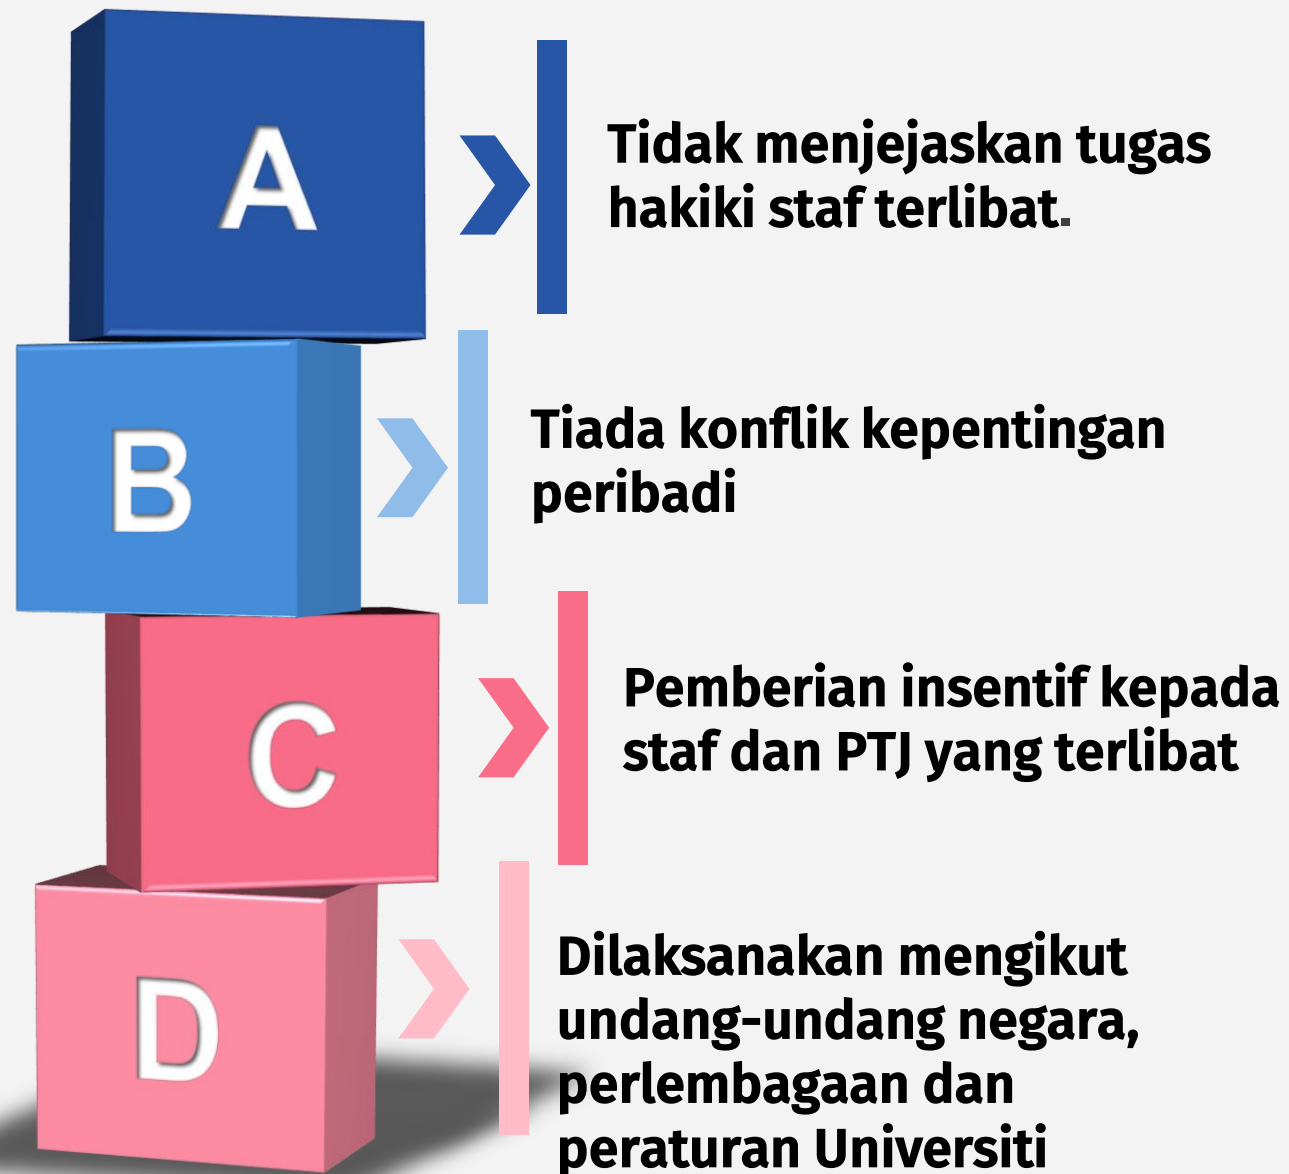 A
Tidak menjejaskan tugas
hakiki staf terlibat.
B
Tiada konflik kepentingan
peribadi
C
Pemberian insentif kepada
staf dan PTJ yang terlibat
D
Dilaksanakan mengikut
undang-undang negara,
perlembagaan dan
peraturan Universiti